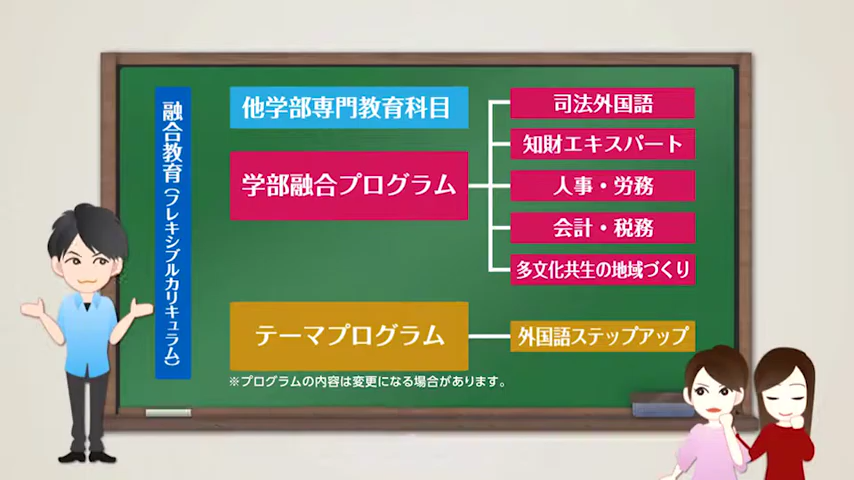 融合教育(フレキシブルカリキュラム)
他学部専門教育科目
学部融合プログラム
司法外国語
知財エキスパート
人事・労務
会計・税務
多文化共生の地域づくり
テーマプログラム
外国語ステップアップ
※プログラムの内容は変更になる場合があります。